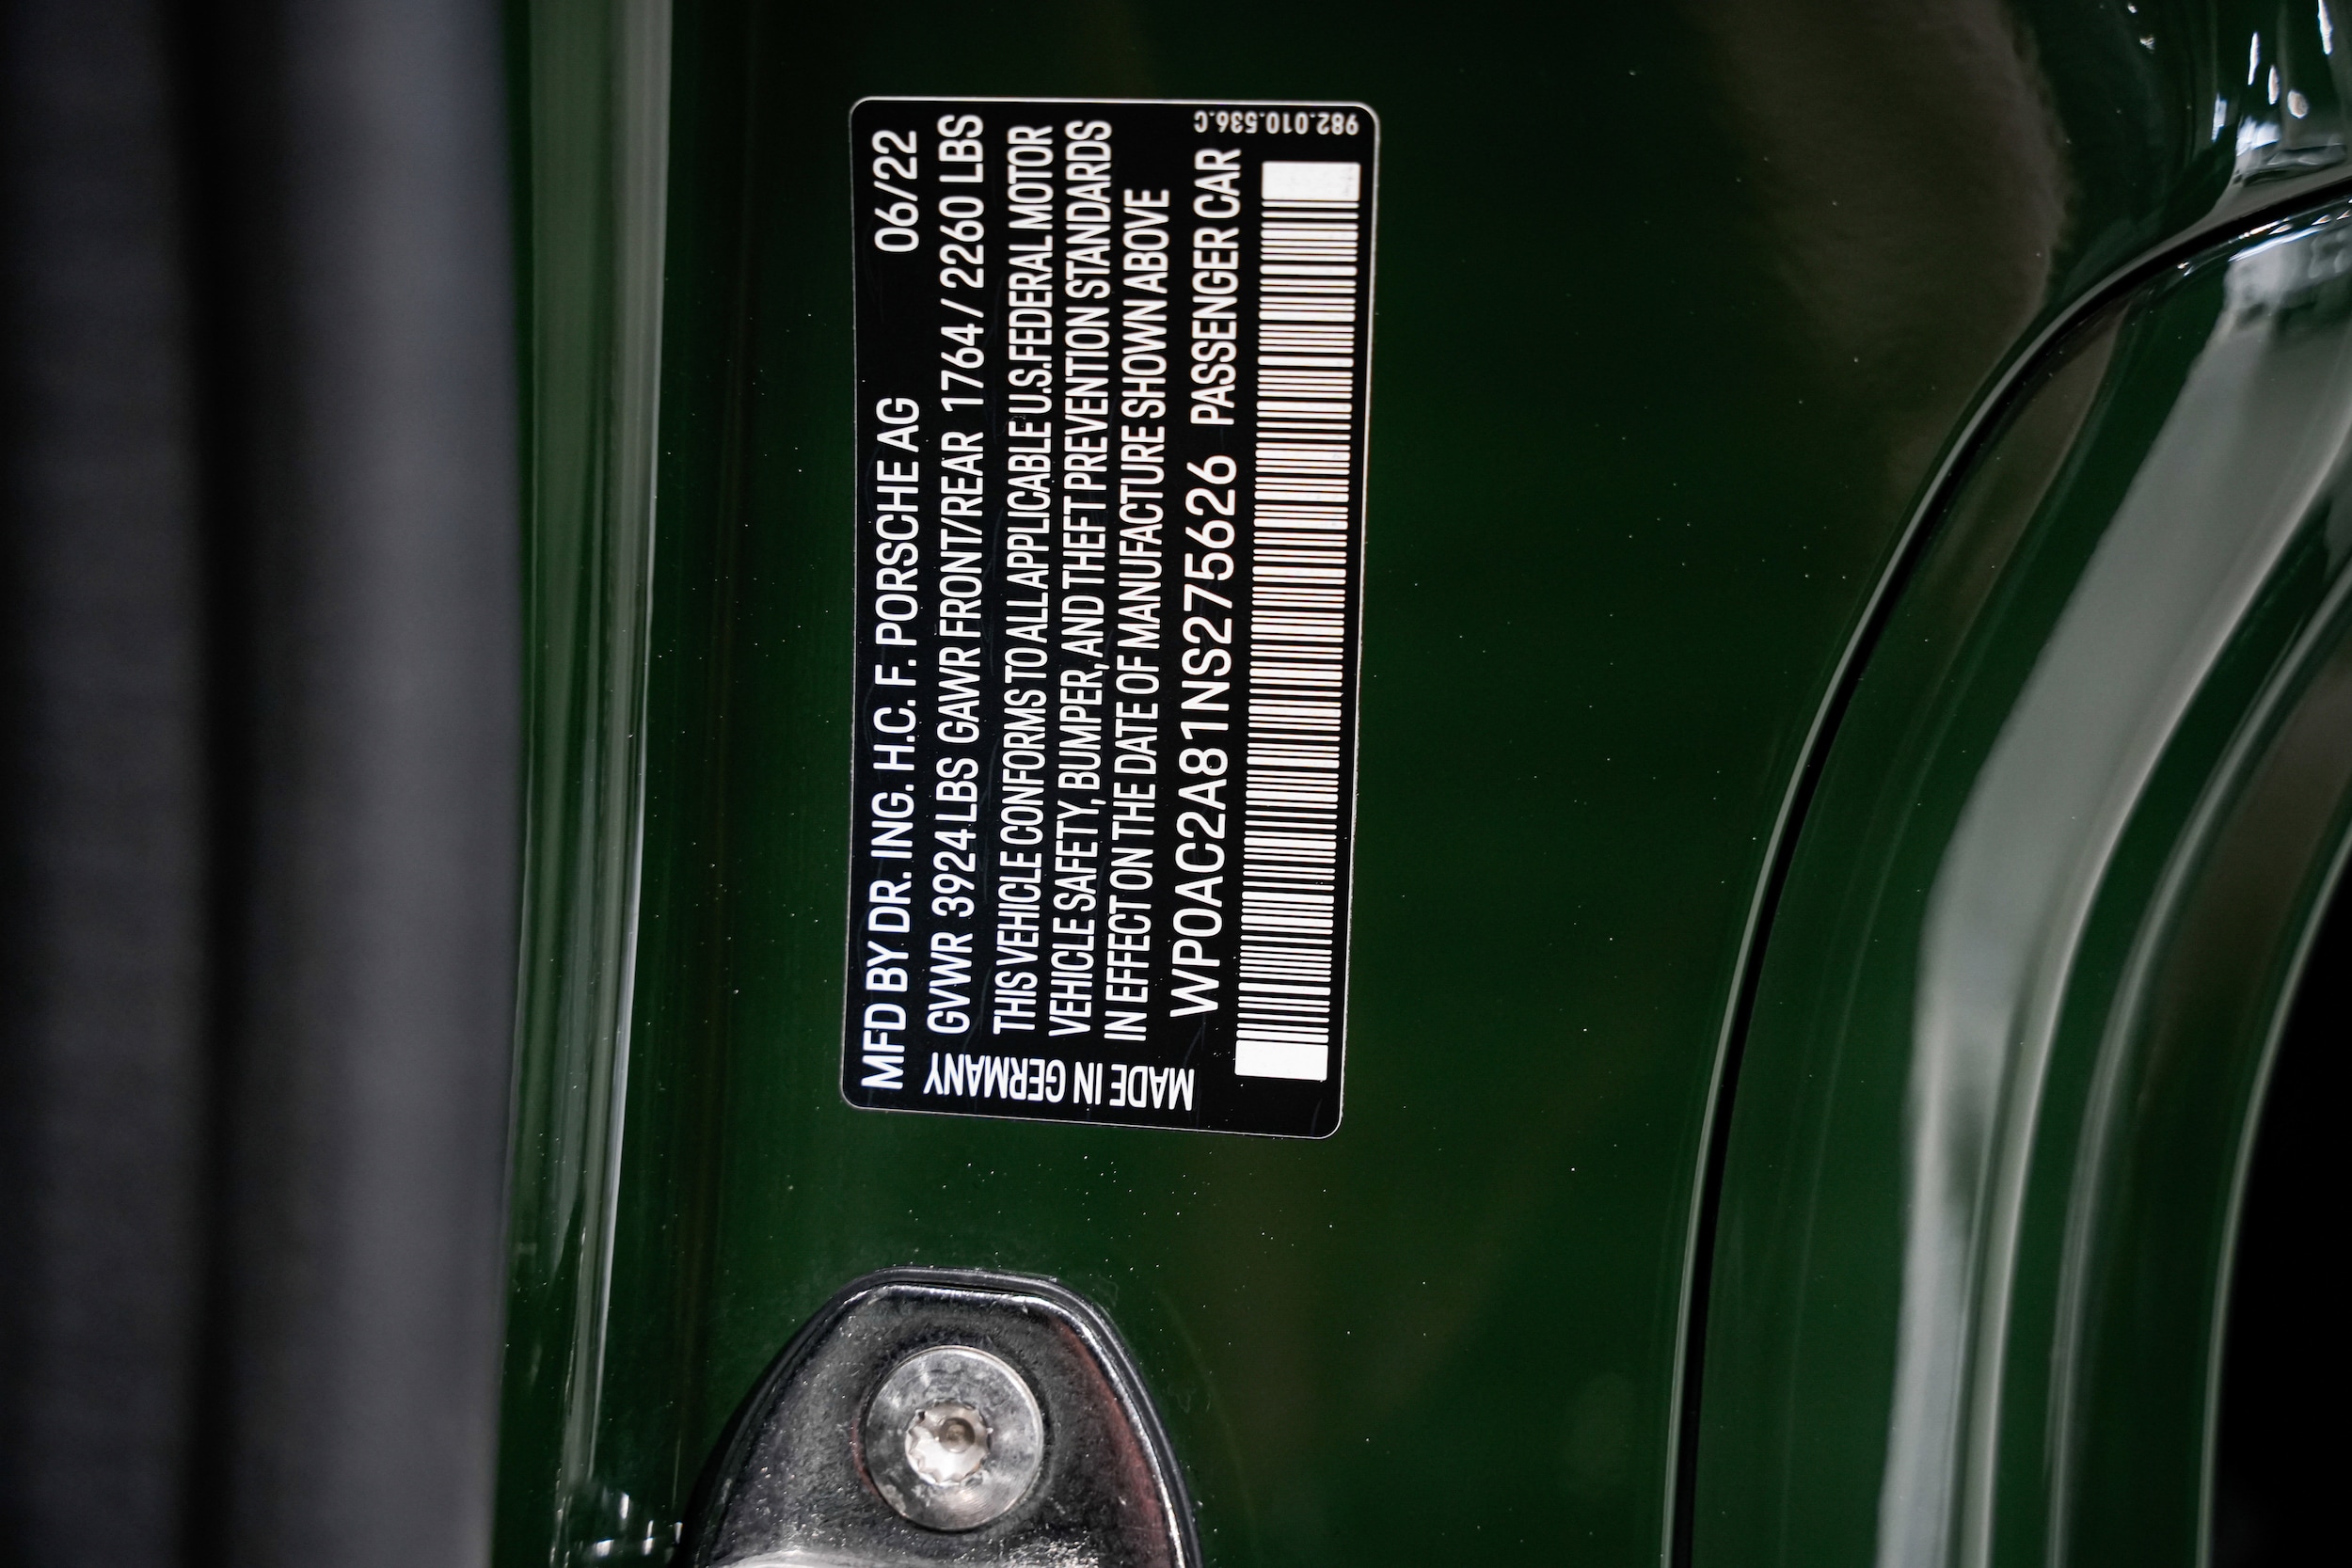 MFD BY DR. ING. H.C. F. PORSCHE AG 06/22
GVWR 3924 LBS GAWR FRONT/REAR 1764 / 2260 LBS
THIS VEHICLE CONFORMS TO ALL APPLICABLE U.S.FEDERAL MOTOR
VEHICLE SAFETY, BUMPER, AND THEFT PREVENTION STANDARDS
IN EFFECT ON THE DATE OF MANUFACTURE SHOWN ABOVE
WP0AC2A81NS275626 PASSENGER CAR
MADE IN GERMANY
982.010.536.C